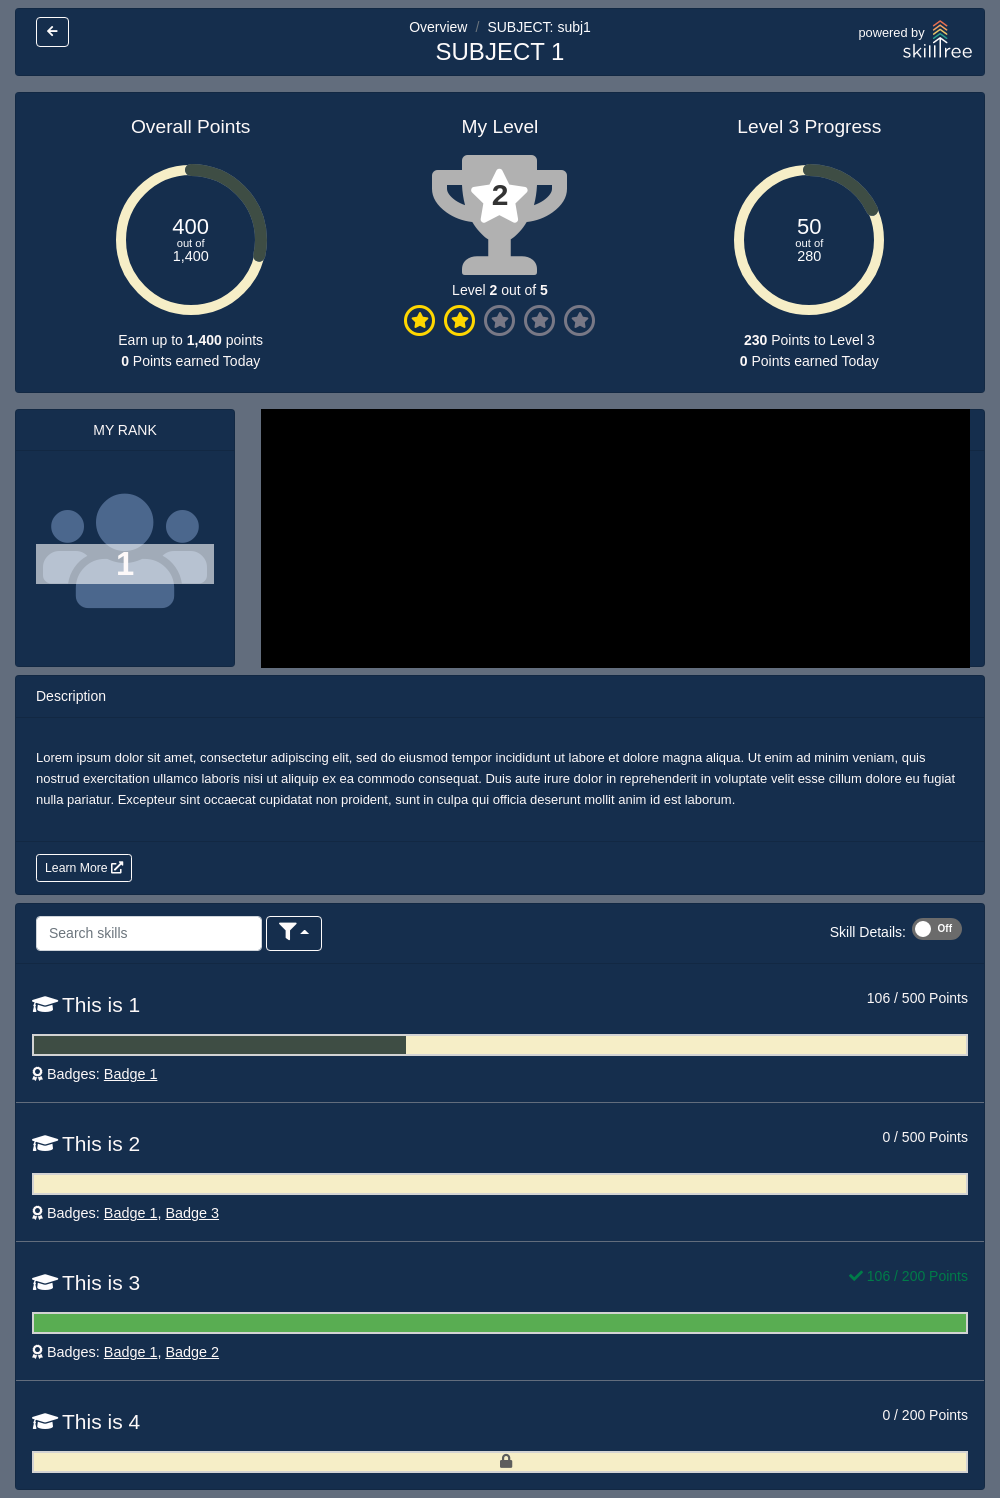 Overview / SUBJECT: subj1
SUBJECT 1
powered by
skilltree
Overall Points
400
out of
1,400
Earn up to 1,400 points
0 Points earned Today
My Level
2
Level 2 out of 5
Level 3 Progress
50
out of
280
230 Points to Level 3
0 Points earned Today
MY RANK
1
Description
Lorem ipsum dolor sit amet, consectetur adipiscing elit, sed do eiusmod tempor incididunt ut labore et dolore magna aliqua. Ut enim ad minim veniam, quis
nostrud exercitation ullamco laboris nisi ut aliquip ex ea commodo consequat. Duis aute irure dolor in reprehenderit in voluptate velit esse cillum dolore eu fugiat
nulla pariatur. Excepteur sint occaecat cupidatat non proident, sunt in culpa qui officia deserunt mollit anim id est laborum.
Learn More
Search skills
Skill Details: Off
This is 1
106 / 500 Points
Badges: Badge 1
This is 2
0 / 500 Points
Badges: Badge 1, Badge 3
This is 3
106 / 200 Points
Badges: Badge 1, Badge 2
This is 4
0 / 200 Points